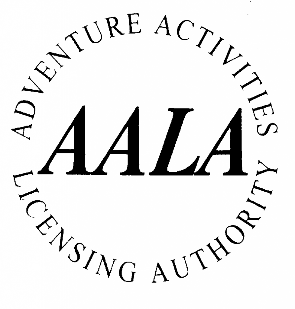 ADVENTURE ACTIVITIES
AALA
LICENSING AUTHORITY